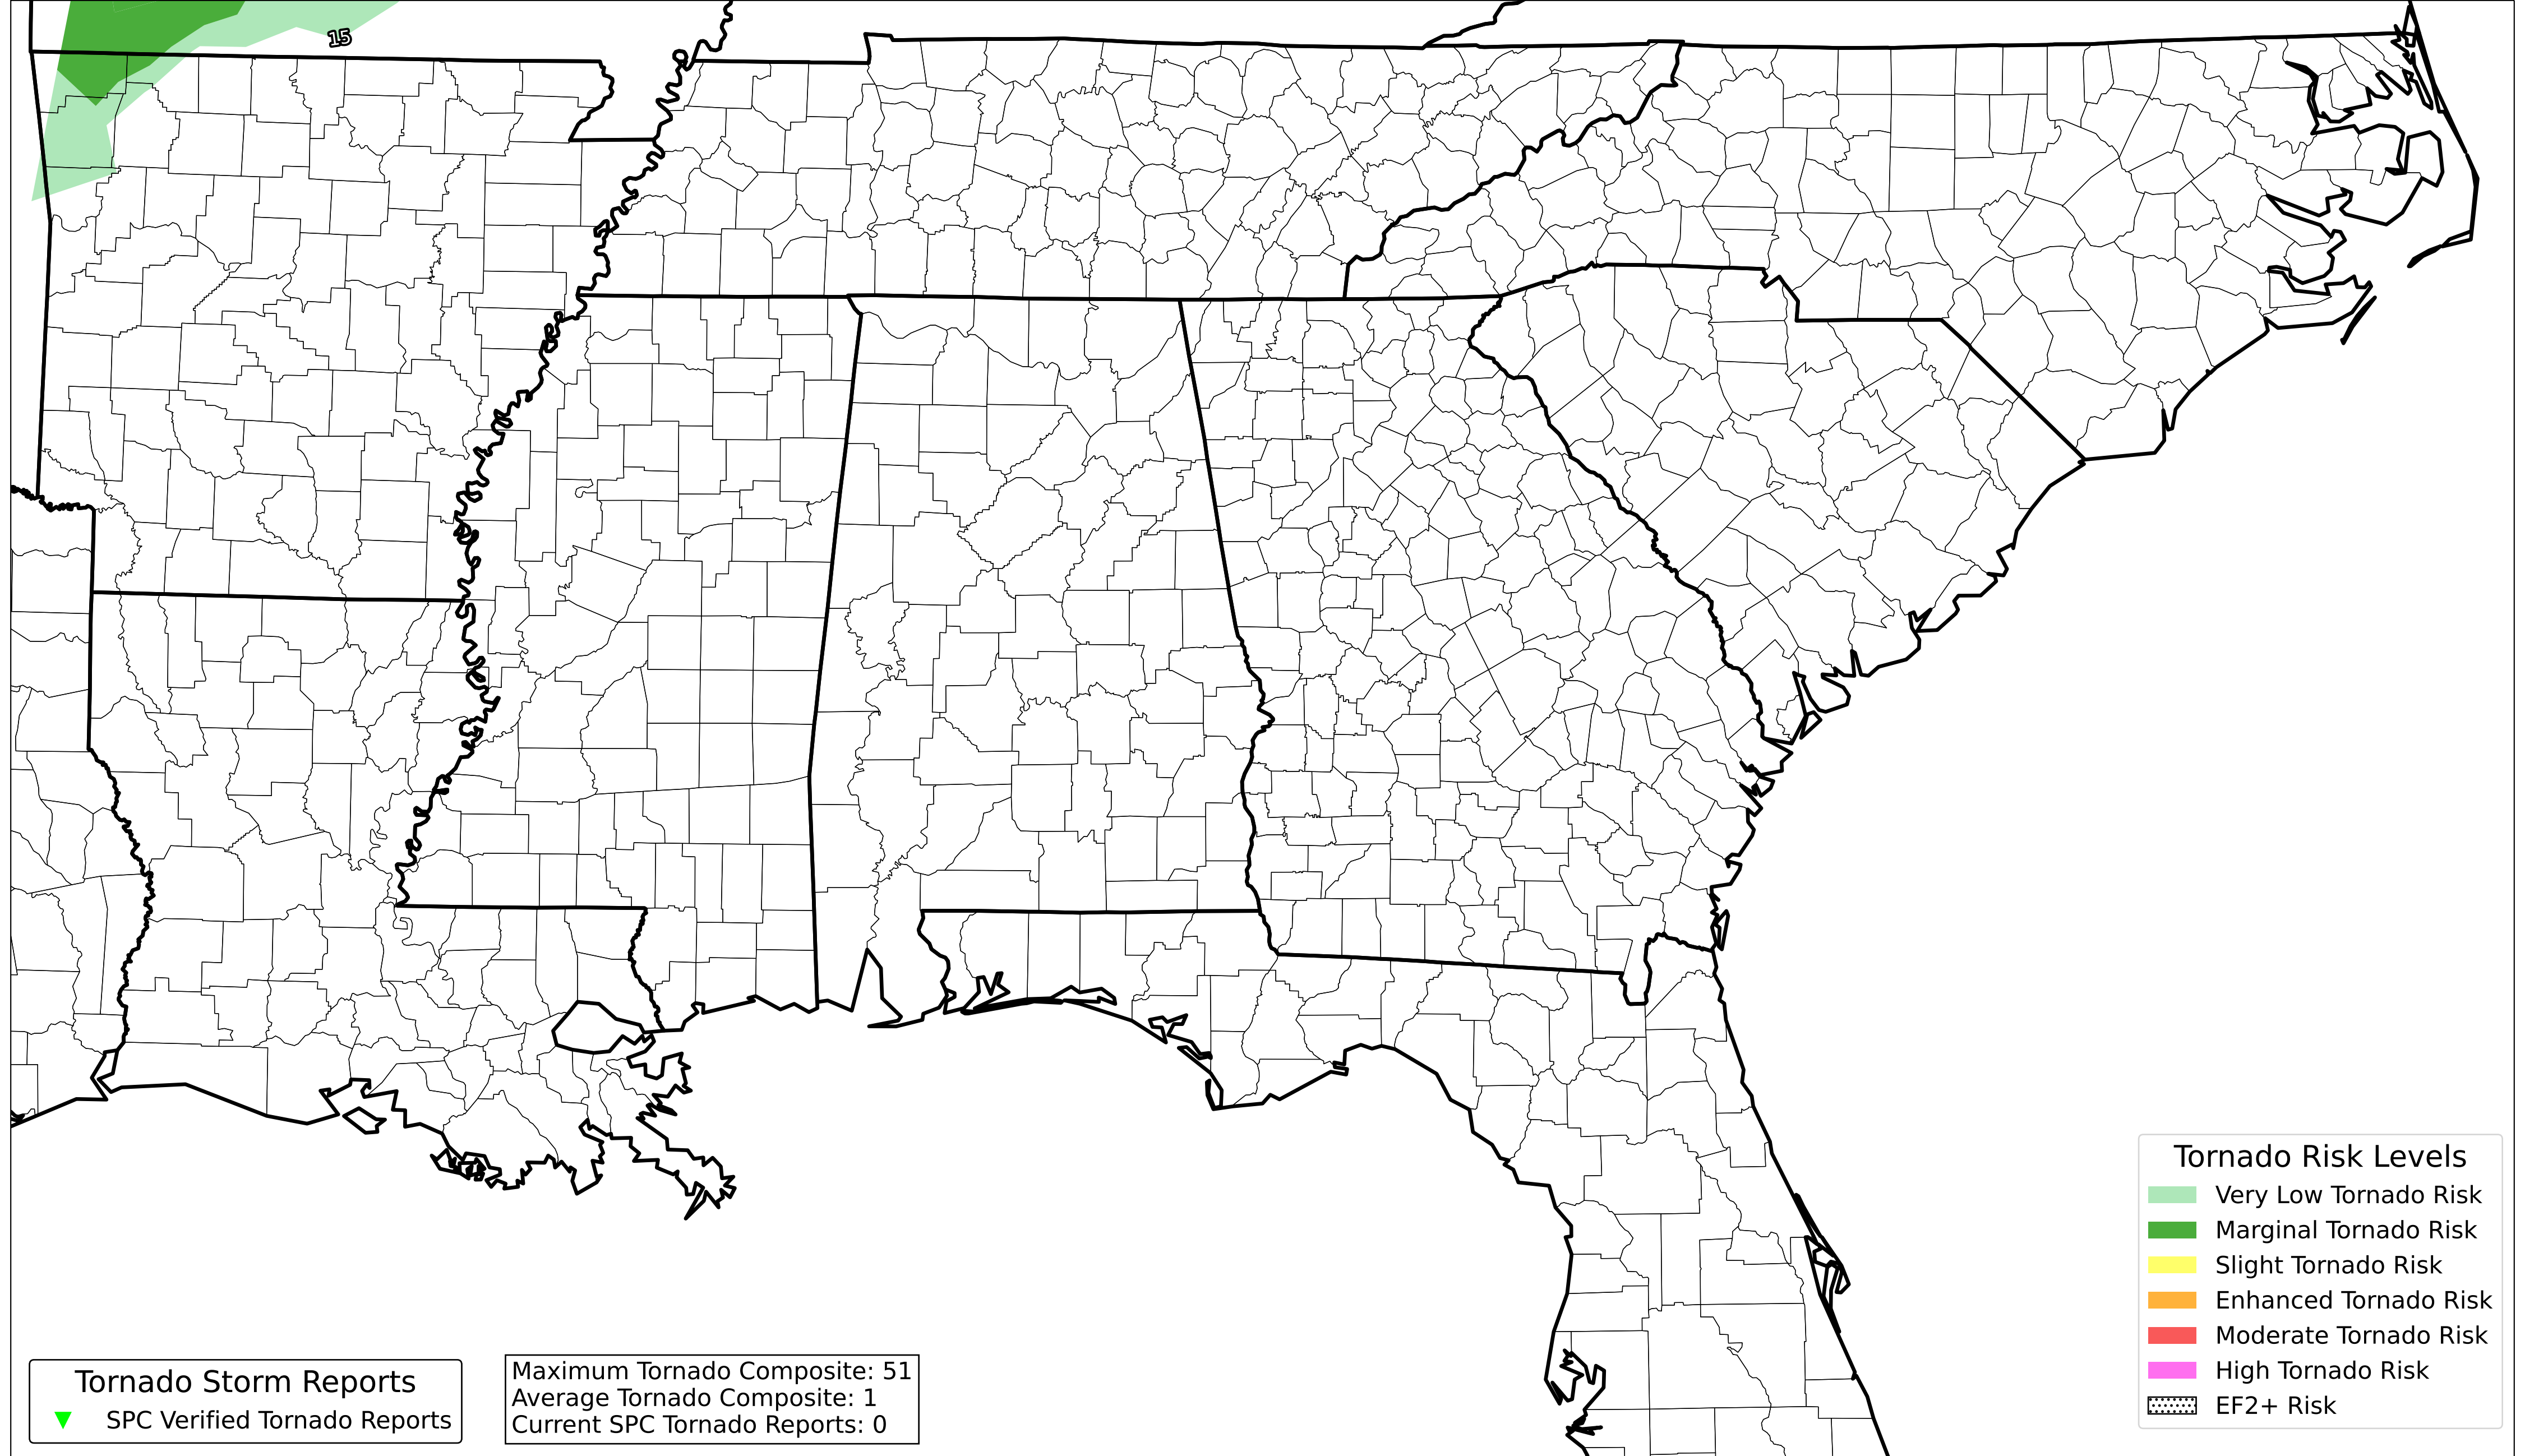 15
Tornado Risk Levels
Very Low Tornado Risk
Marginal Tornado Risk
Slight Tornado Risk
Enhanced Tornado Risk
Moderate Tornado Risk
High Tornado Risk
EF2+ Risk
Tornado Storm Reports
SPC Verified Tornado Reports
Maximum Tornado Composite: 51
Average Tornado Composite: 1
Current SPC Tornado Reports: 0